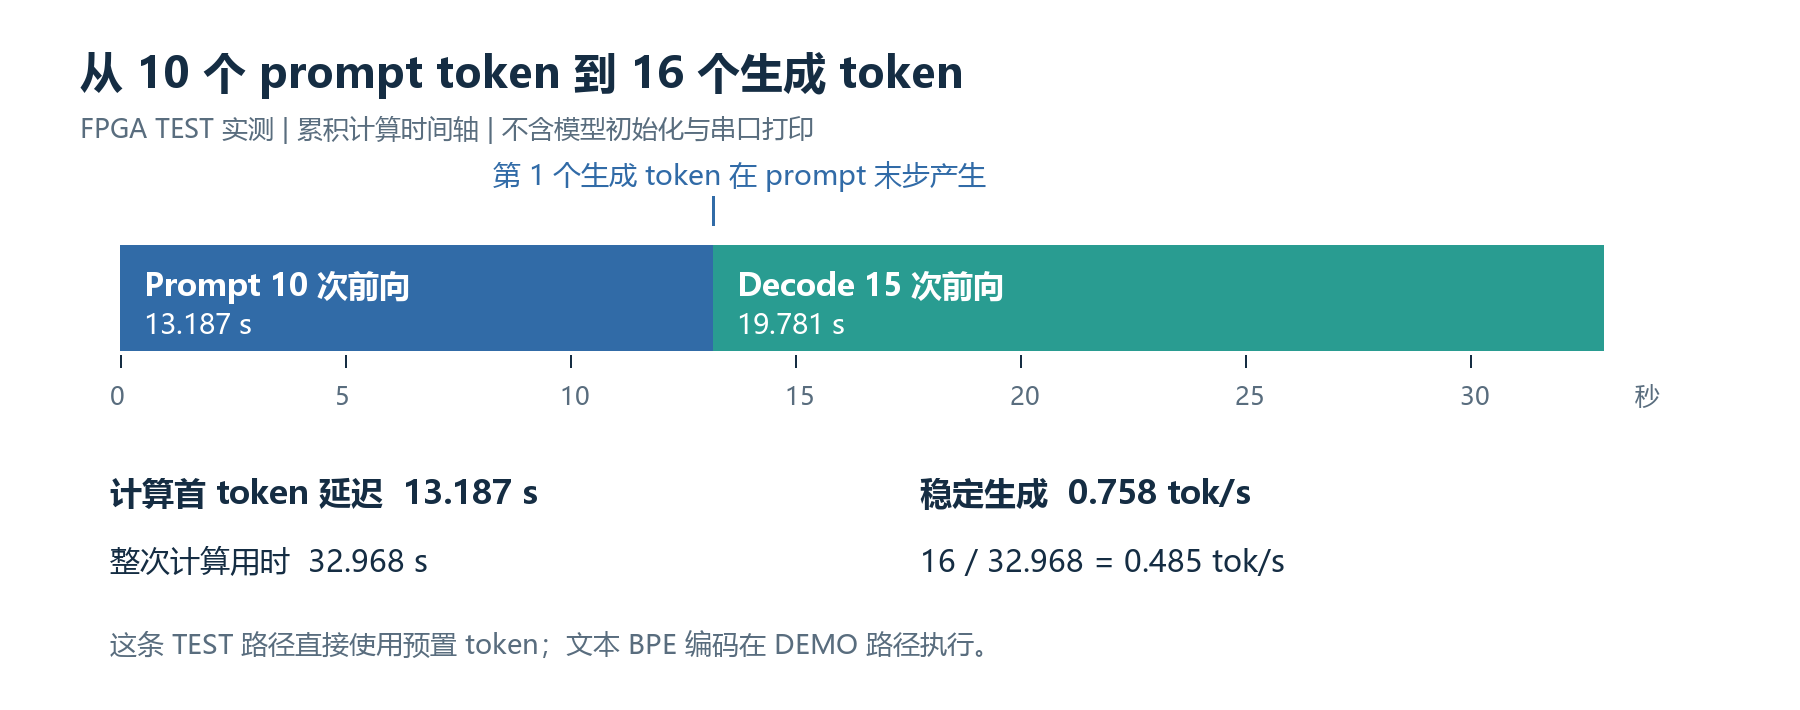 从 10 个 prompt token 到 16 个生成 token
FPGA TEST 实测 | 累积计算时间轴 | 不含模型初始化与串口打印
第 1 个生成 token 在 prompt 末步产生
Prompt 10 次前向
13.187 s
Decode 15 次前向
19.781 s
0 5 10 15 20 25 30 秒
计算首 token 延迟 13.187 s
稳定生成 0.758 tok/s
整次计算用时 32.968 s
16 / 32.968 = 0.485 tok/s
这条 TEST 路径直接使用预置 token；文本 BPE 编码在 DEMO 路径执行。